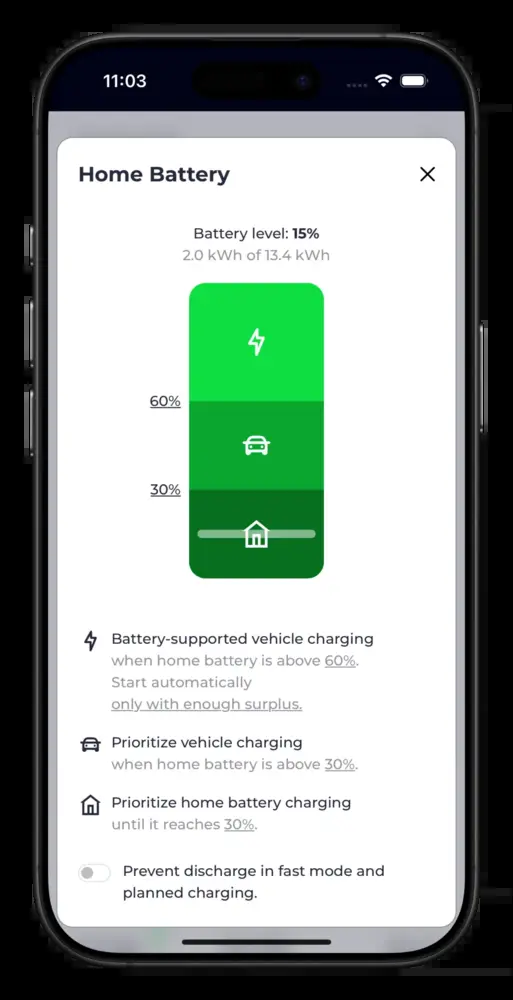 11:03
Home Battery
Battery level: 15%
2.0 kWh of 13.4 kWh
60%
30%
Battery-supported vehicle charging
when home battery is above 60%.
Start automatically
only with enough surplus.
Prioritize vehicle charging
when home battery is above 30%.
Prioritize home battery charging
until it reaches 30%.
Prevent discharge in fast mode and
planned charging.